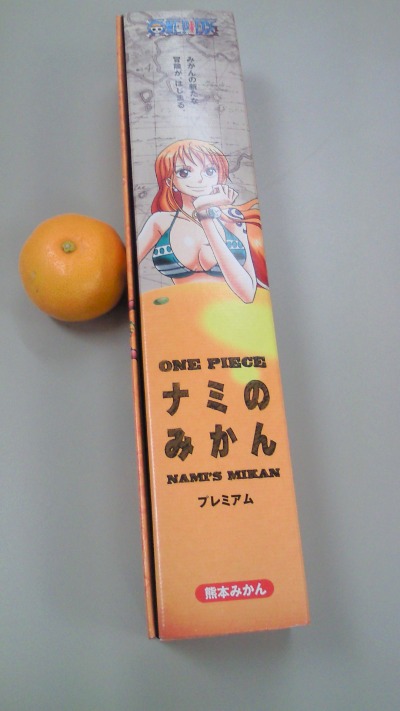 ONE PIECE
みかんの新たな
冒険が、はじまる。
ONE PIECE
ナミの
みかん
NAMI'S MIKAN
プレミアム
熊本みかん